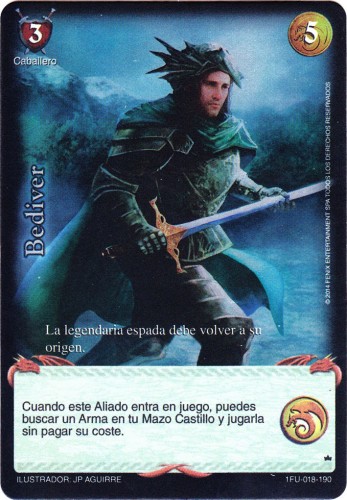 3
5
Caballero
Bediver
© 2014 FENIX ENTERTAINMENT SPA TODOS LOS DERECHOS RESERVADOS
La legendaria espada debe volver a su
origen.
Cuando este Aliado entra en juego, puedes
buscar un Arma en tu Mazo Castillo y jugarla
sin pagar su coste.
ILUSTRADOR: JP AGUIRRE
1FU-018-190